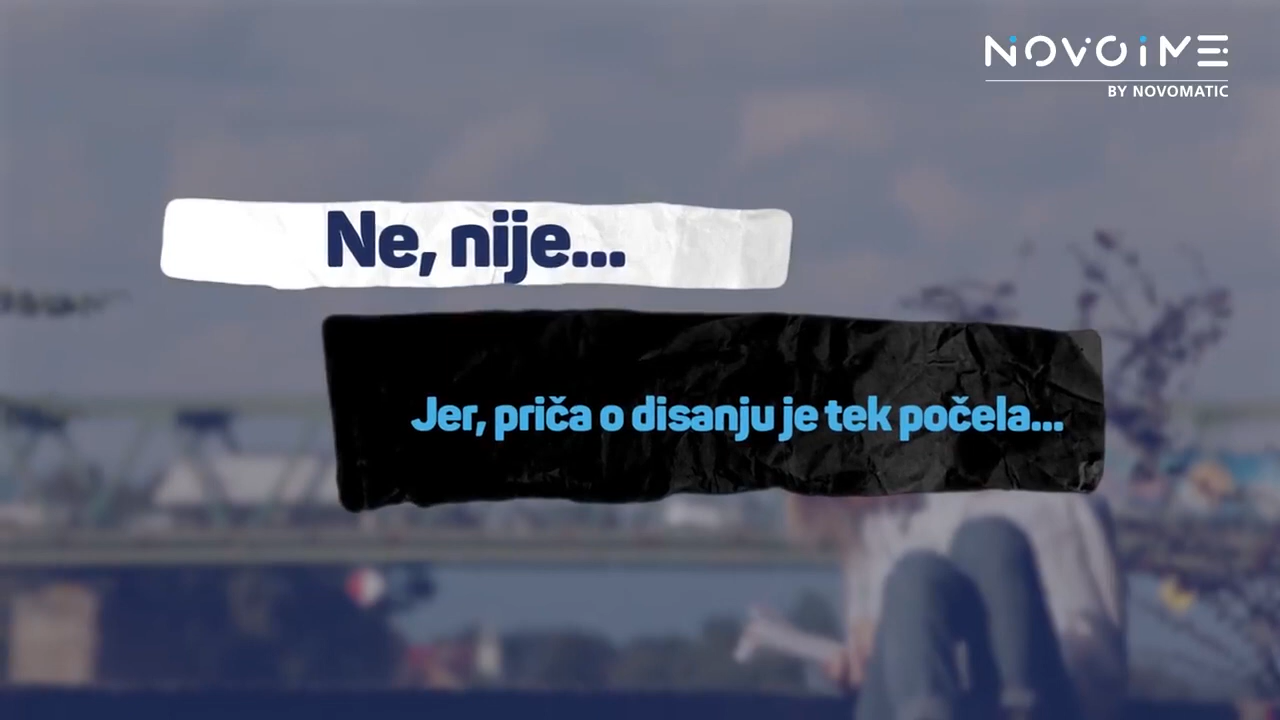 NOVOIME
BY NOVOMATIC
Ne, nije...
Jer, priča o disanju je tek počela...